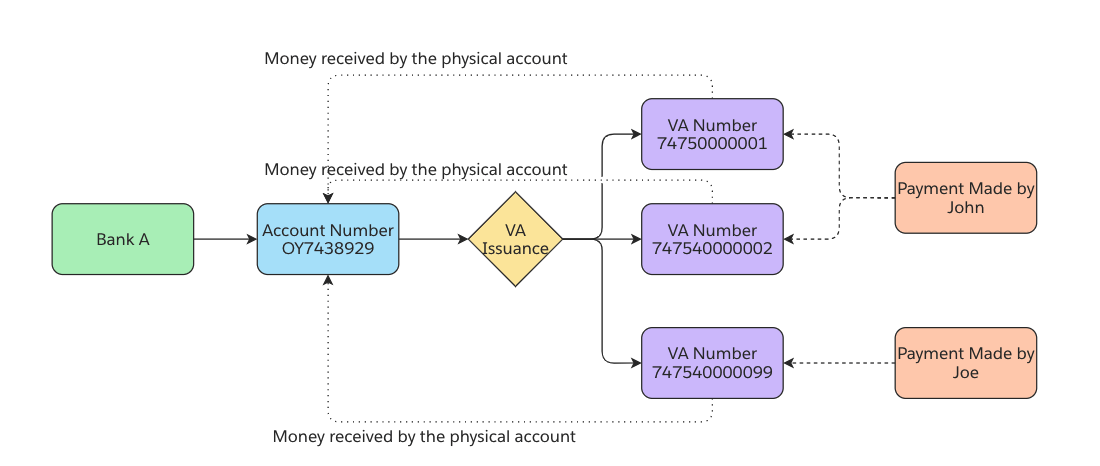 Money received by the physical account
VA Number
74750000001
Money received by the physical account
Payment Made by
John
Bank A
Account Number
OY7438929
VA
Issuance
VA Number
747540000002
VA Number
747540000099
Payment Made by
Joe
Money received by the physical account